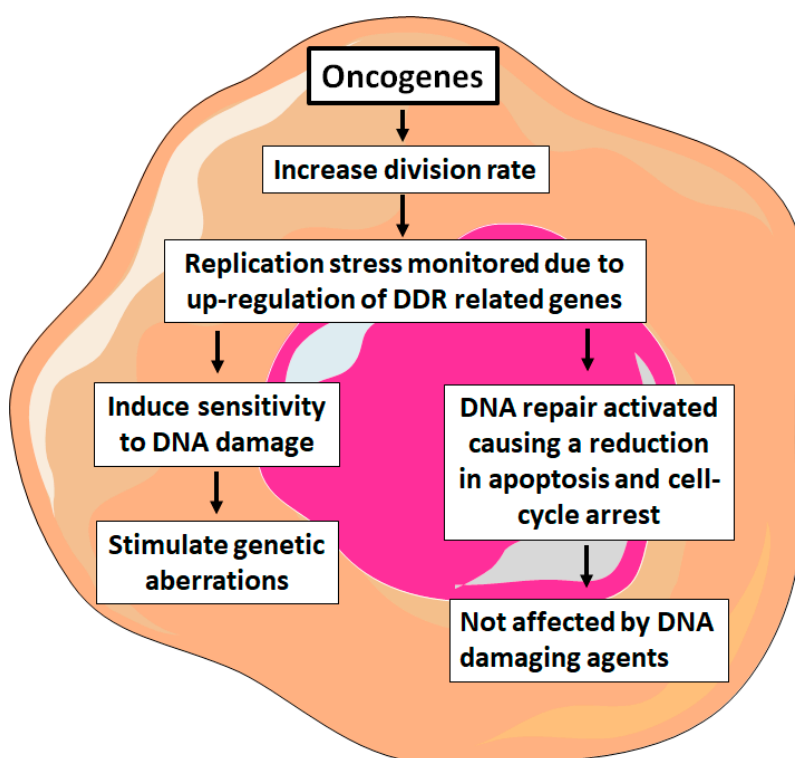 Oncogenes
Increase division rate
Replication stress monitored due to
up-regulation of DDR related genes
Induce sensitivity
to DNA damage
Stimulate genetic
aberrations
DNA repair activated
causing a reduction
in apoptosis and cell-
cycle arrest
Not affected by DNA
damaging agents